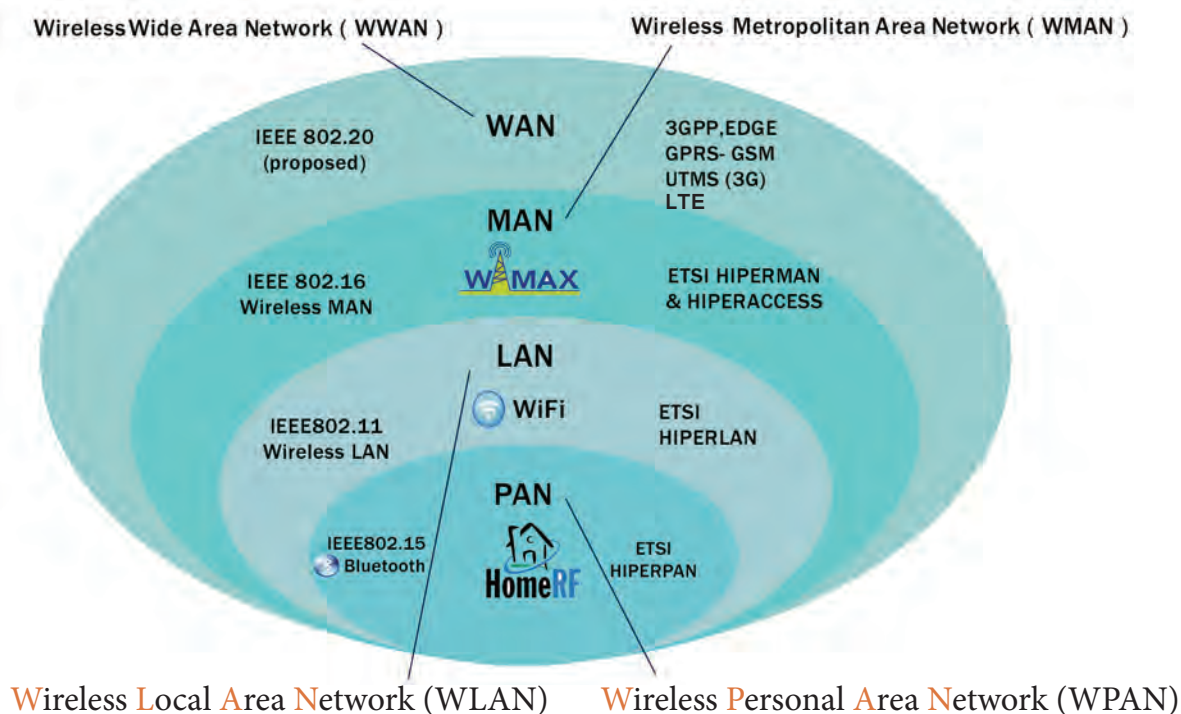 Wireless Wide Area Network ( WWAN )
Wireless Metropolitan Area Network ( WMAN )
WAN
IEEE 802.20
(proposed)
3GPP,EDGE
GPRS- GSM
UTMS (3G)
LTE
MAN
WiMAX
IEEE 802.16
Wireless MAN
ETSI HIPERMAN
& HIPERACCESS
LAN
WiFi
IEEE802.11
Wireless LAN
ETSI
HIPERLAN
PAN
HomeRF
IEEE802.15
Bluetooth
ETSI
HIPERPAN
Wireless Local Area Network (WLAN)
Wireless Personal Area Network (WPAN)